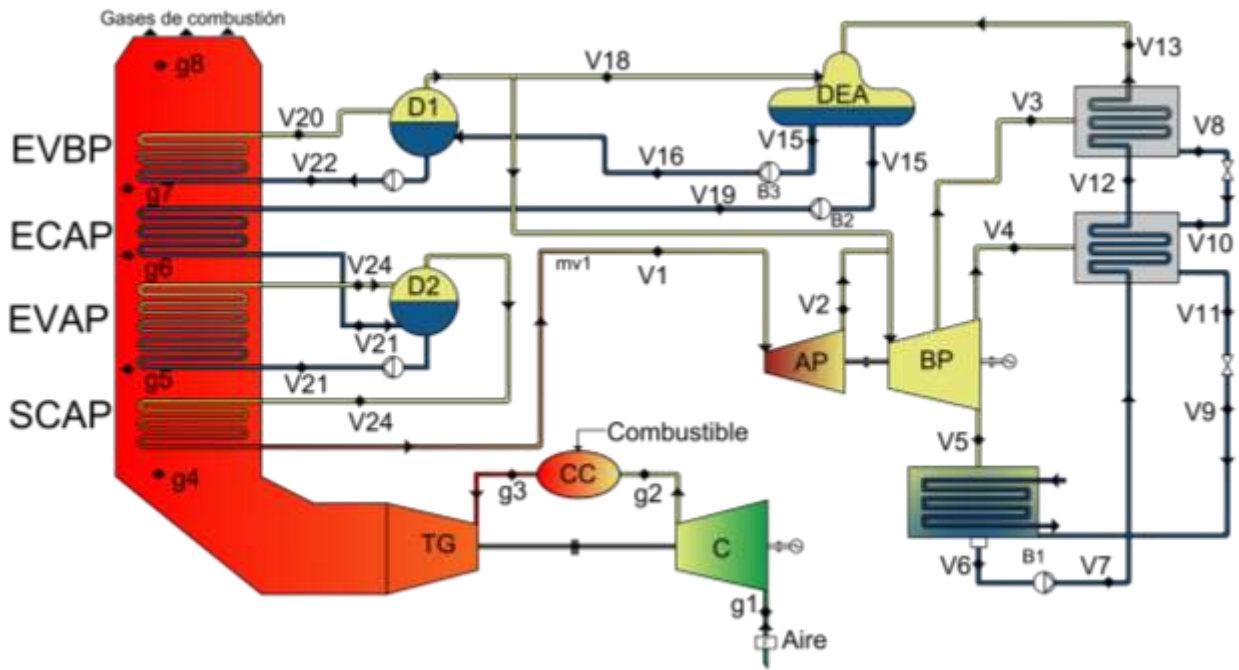 Gases de combustión
g8
V18
V13
D1
DEA
V3
V20
V8
EVBP
V15
V15
V22
V16
V12
g7
V19
B3
B2
V10
ECAP
V4
g6
V24
mv1
V1
D2
V2
V11
EVAP
V21
AP
BP
g5
V21
SCAP
V24
V9
Combustible
V5
g4
g3
CC
g2
TG
C
V6
B1
V7
g1
Aire